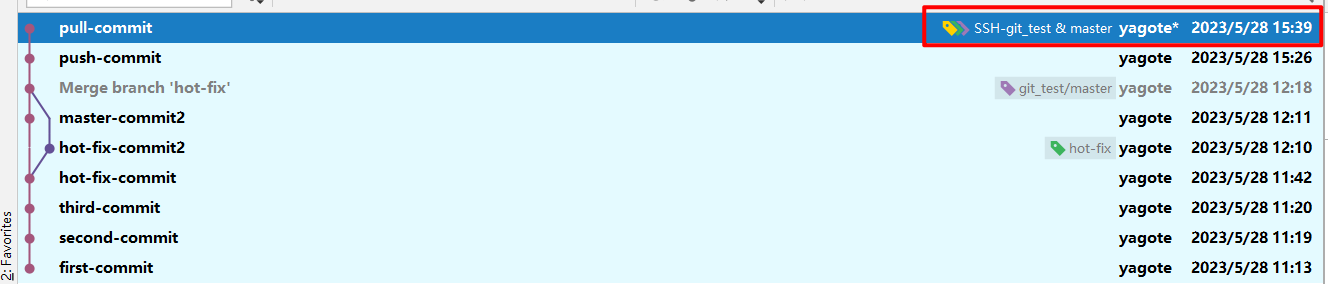 pull-commit SSH-git_test & master yagote* 2023/5/28 15:39
push-commit yagote 2023/5/28 15:26
Merge branch 'hot-fix' git_test/master yagote 2023/5/28 12:18
master-commit2 yagote 2023/5/28 12:11
hot-fix-commit2 hot-fix yagote 2023/5/28 12:10
hot-fix-commit yagote 2023/5/28 11:42
third-commit yagote 2023/5/28 11:20
second-commit yagote 2023/5/28 11:19
first-commit yagote 2023/5/28 11:13
2: Favorites